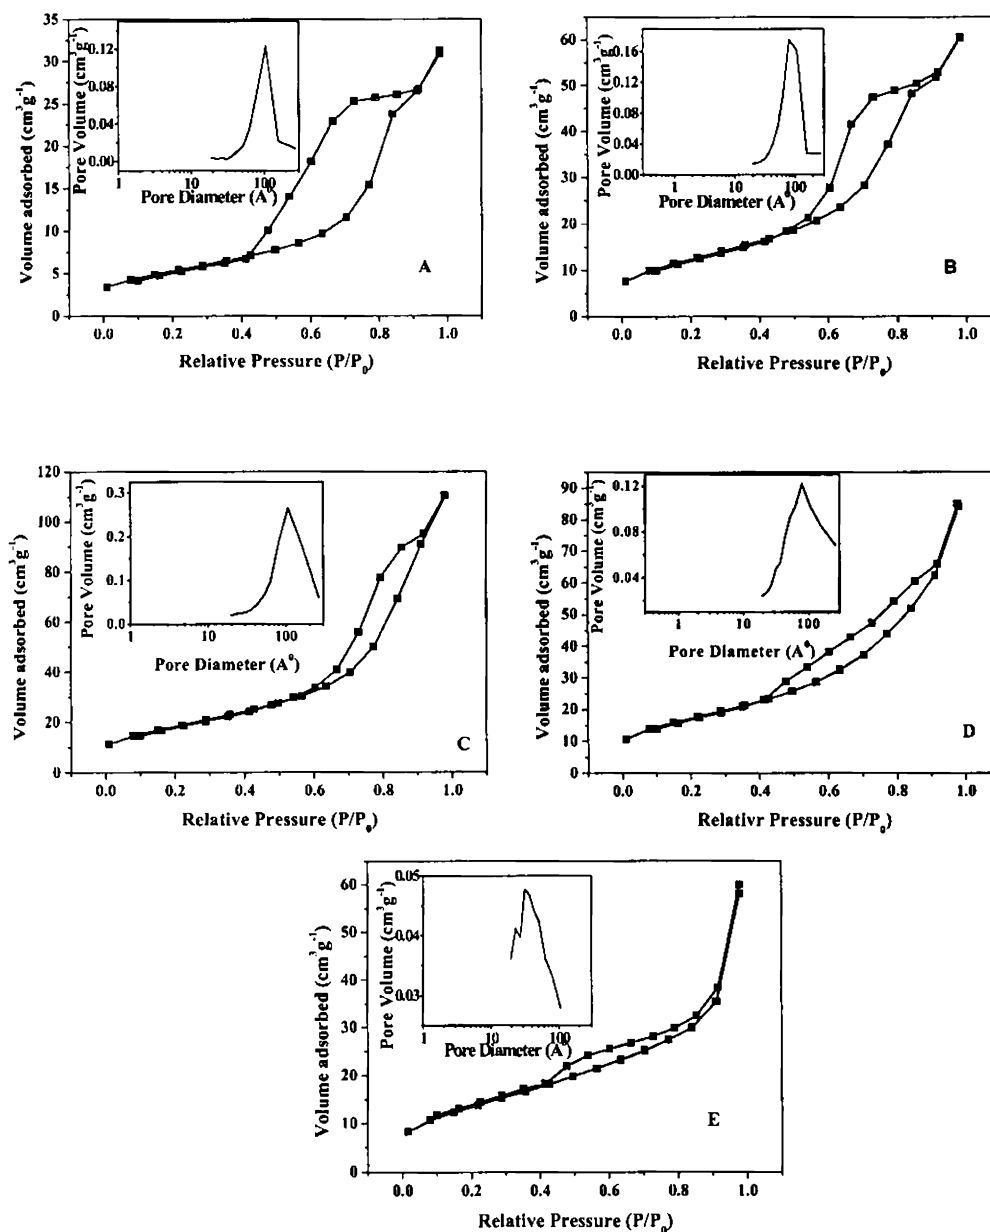 35
30
25
20
15
10
5
0
Volume adsorbed (cm³g⁻¹)
0.12
0.08
0.04
0.00
Pore Volume (cm³g⁻¹)
1 10 100
Pore Diameter (A⁰)
A
0.0 0.2 0.4 0.6 0.8 1.0
Relative Pressure (P/P₀)
60
50
40
30
20
10
0
Volume adsorbed (cm³g⁻¹)
0.16
0.12
0.08
0.04
0.00
Pore Volume (cm³g⁻¹)
1 10 100
Pore Diameter (A⁰)
B
0.0 0.2 0.4 0.6 0.8 1.0
Relative Pressure (P/P₀)
120
100
80
60
40
20
0
Volume adsorbed (cm³g⁻¹)
0.3
0.2
0.1
0.0
Pore Volume (cm³g⁻¹)
1 10 100
Pore Diameter (A⁰)
C
0.0 0.2 0.4 0.6 0.8 1.0
Relative Pressure (P/P₀)
90
80
70
60
50
40
30
20
10
0
Volume adsorbed (cm³g⁻¹)
0.12
0.08
0.04
Pore Volume (cm³g⁻¹)
1 10 100
Pore Diameter (A⁰)
D
0.0 0.2 0.4 0.6 0.8 1.0
Relativr Pressure (P/P₀)
60
50
40
30
20
10
0
Volume adsorbed (cm³g⁻¹)
0.05
0.04
0.03
Pore Volume (cm³g⁻¹)
1 10 100
Pore Diameter (A)
E
0.0 0.2 0.4 0.6 0.8 1.0
Relative Pressure (P/P₀)